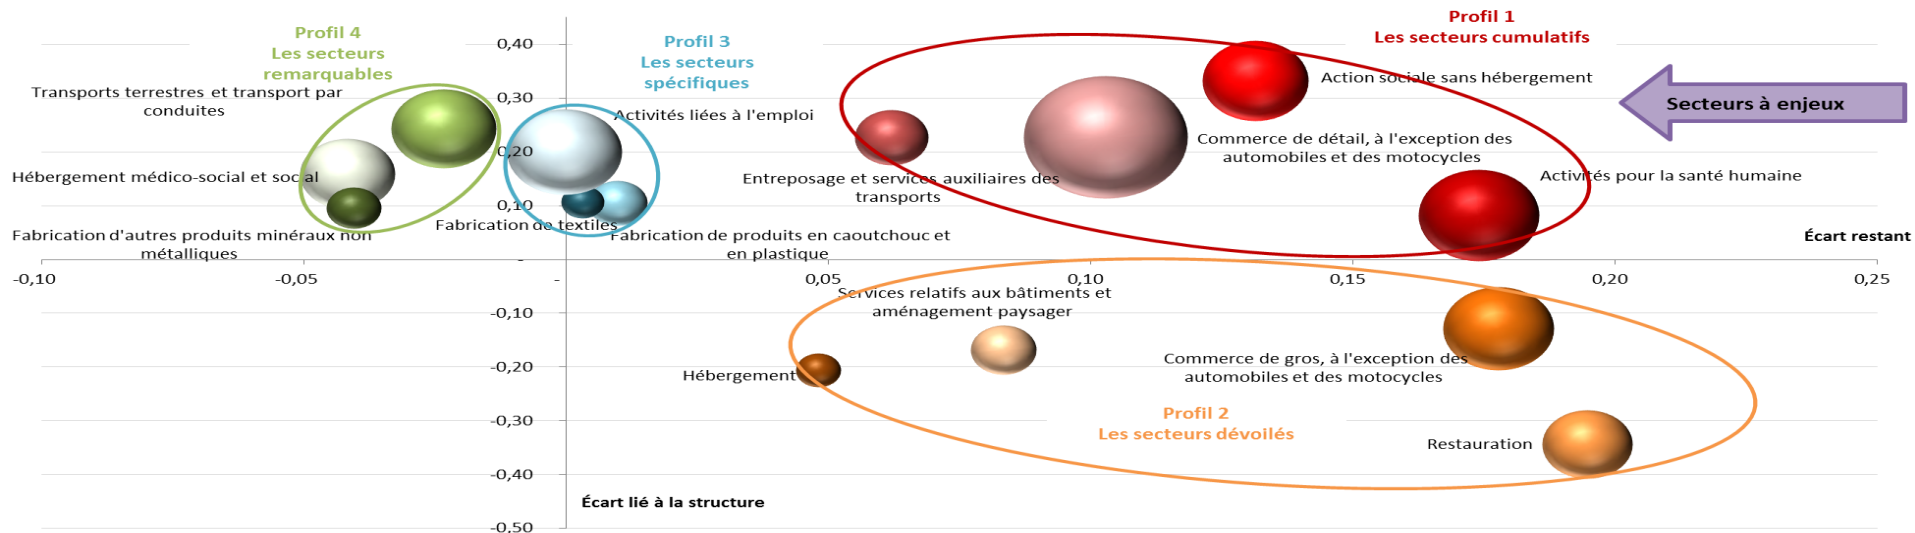 Profil 4
Les secteurs
remarquables
Profil 3
Les secteurs
spécifiques
Profil 1
Les secteurs cumulatifs
Secteurs à enjeux
0,40
0,30
0,20
0,10
-
Transports terrestres et transport par
conduites
Hébergement médico-social et social
Fabrication d'autres produits minéraux non
métalliques
Activités liées à l'emploi
Fabrication de textiles
Fabrication de produits en caoutchouc et
en plastique
Entreposage et services auxiliaires des
transports
Action sociale sans hébergement
Commerce de détail, à l'exception des
automobiles et des motocycles
Activités pour la santé humaine
Écart restant
-0,10
-0,05
-
0,05
0,10
0,15
0,20
0,25
-0,10
-0,20
-0,30
-0,40
-0,50
Services relatifs aux bâtiments et
aménagement paysager
Hébergement
Commerce de gros, à l'exception des
automobiles et des motocycles
Profil 2
Les secteurs dévoilés
Restauration
Écart lié à la structure